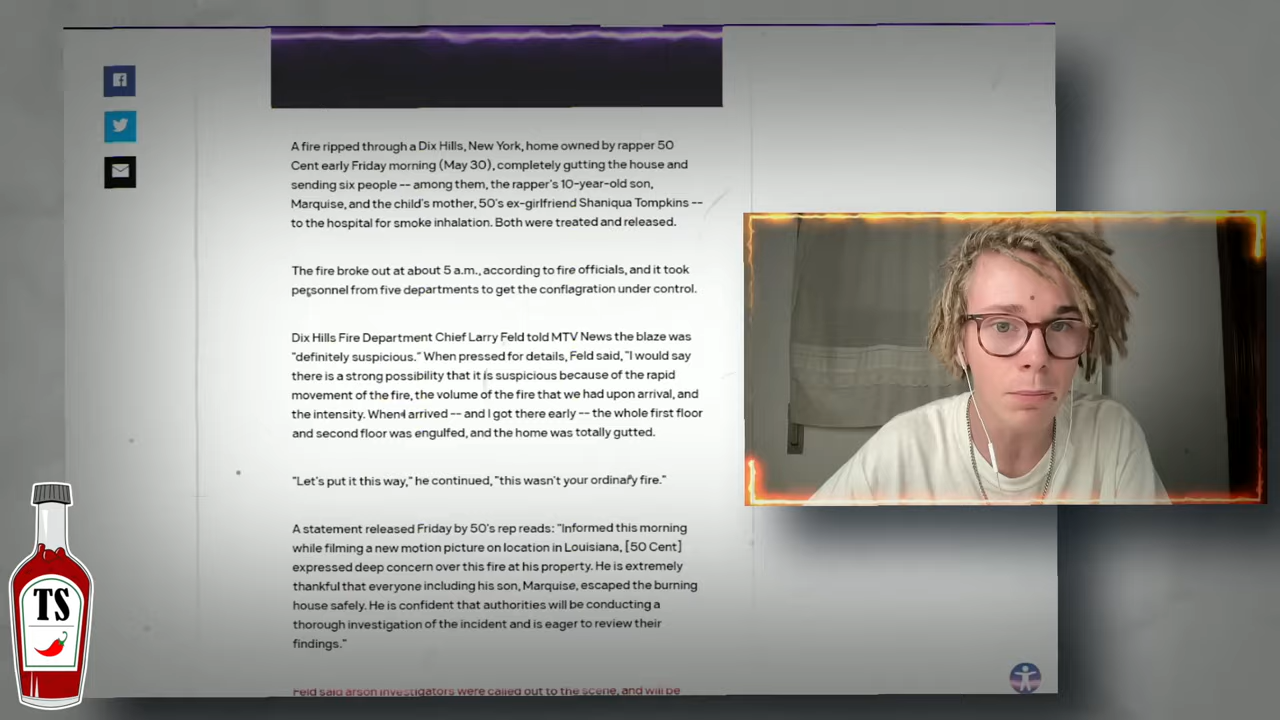 A fire ripped through a Dix Hills, New York, home owned by rapper 50
Cent early Friday morning (May 30), completely gutting the house and
sending six people -- among them, the rapper's 10-year-old son,
Marquise, and the child's mother, 50's ex-girlfriend Shaniqua Tompkins --
to the hospital for smoke inhalation. Both were treated and released.
The fire broke out at about 5 a.m., according to fire officials, and it took
personnel from five departments to get the conflagration under control.
Dix Hills Fire Department Chief Larry Feld told MTV News the blaze was
"definitely suspicious." When pressed for details, Feld said, "I would say
there is a strong possibility that it is suspicious because of the rapid
movement of the fire, the volume of the fire that we had upon arrival, and
the intensity. When I arrived -- and I got there early -- the whole first floor
and second floor was engulfed, and the home was totally gutted.
"Let's put it this way," he continued, "this wasn't your ordinary fire."
A statement released Friday by 50's rep reads: "Informed this morning
while filming a new motion picture on location in Louisiana, [50 Cent]
expressed deep concern over this fire at his property. He is extremely
thankful that everyone including his son, Marquise, escaped the burning
house safely. He is confident that authorities will be conducting a
thorough investigation of the incident and is eager to review their
findings."
Feld said arson investigators were called out to the scene, and will be
TS